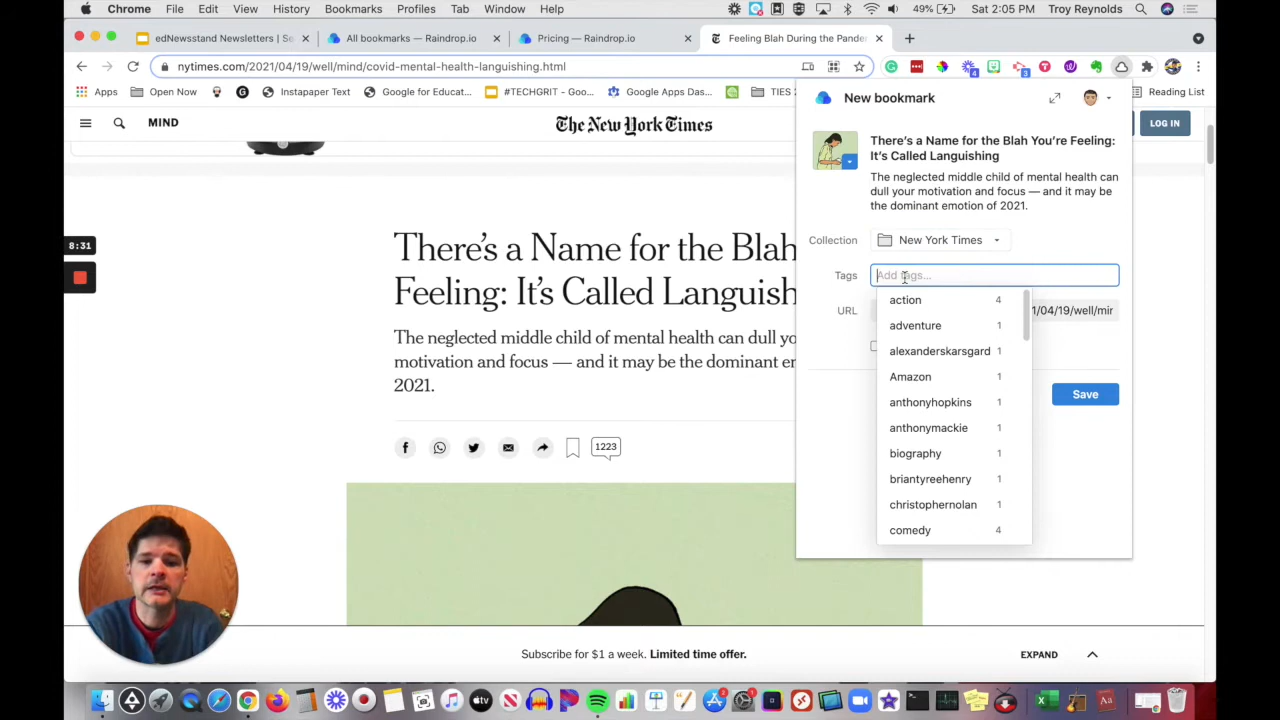 Chrome File Edit View History Bookmarks Profiles Tab Window Help 49% Sat 2:05 PM Troy Reynolds
edNewsstand Newsletters | Se
All bookmarks — Raindrop.io
Pricing — Raindrop.io
Feeling Blah During the Pander
nytimes.com/2021/04/19/well/mind/covid-mental-health-languishing.html
Apps Open Now Instapaper Text Google for Educat... #TECHGRIT - Goo... Google Apps Das... TIES Reading List
MIND
The New York Times
LOG IN
New bookmark
There's a Name for the Blah You're Feeling:
It's Called Languishing
The neglected middle child of mental health can
dull your motivation and focus — and it may be
the dominant emotion of 2021.
Collection New York Times
Tags Add tags...
URL 1/04/19/well/mir
action 4
adventure 1
alexanderskarsgard 1
Amazon 1
anthonyhopkins 1
anthonymackie 1
biography 1
briantyreehenry 1
christophernolan 1
comedy 4
Save
8:31
There's a Name for the Blah
Feeling: It's Called Languish
The neglected middle child of mental health can dull yo
motivation and focus — and it may be the dominant e
2021.
1223
Subscribe for $1 a week. Limited time offer.
EXPAND